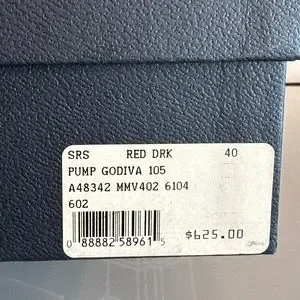 SRS RED DRK 40
PUMP GODIVA 105
A48342 MMV402 6104
602
0 88882 58961 5
$625.00